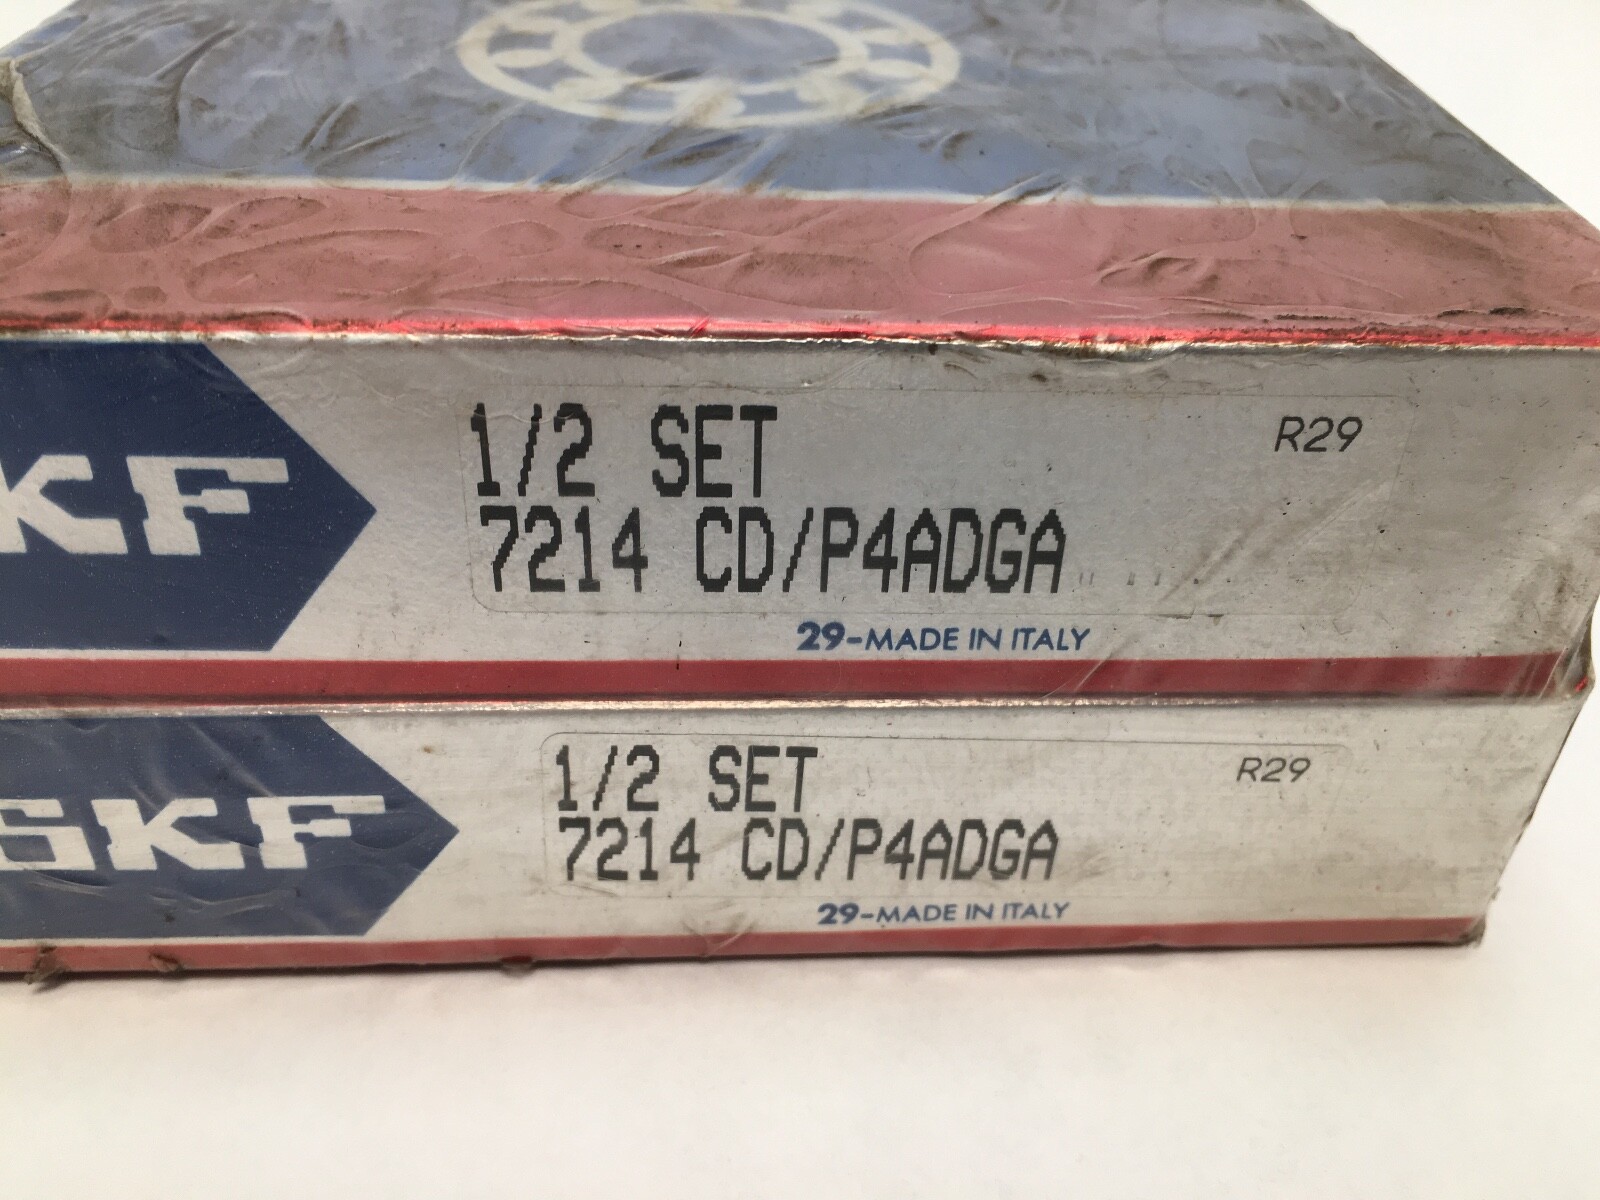 KF
1/2 SET
R29
7214 CD/P4ADGA
29-MADE IN ITALY
SKF
1/2 SET
R29
7214 CD/P4ADGA
29-MADE IN ITALY